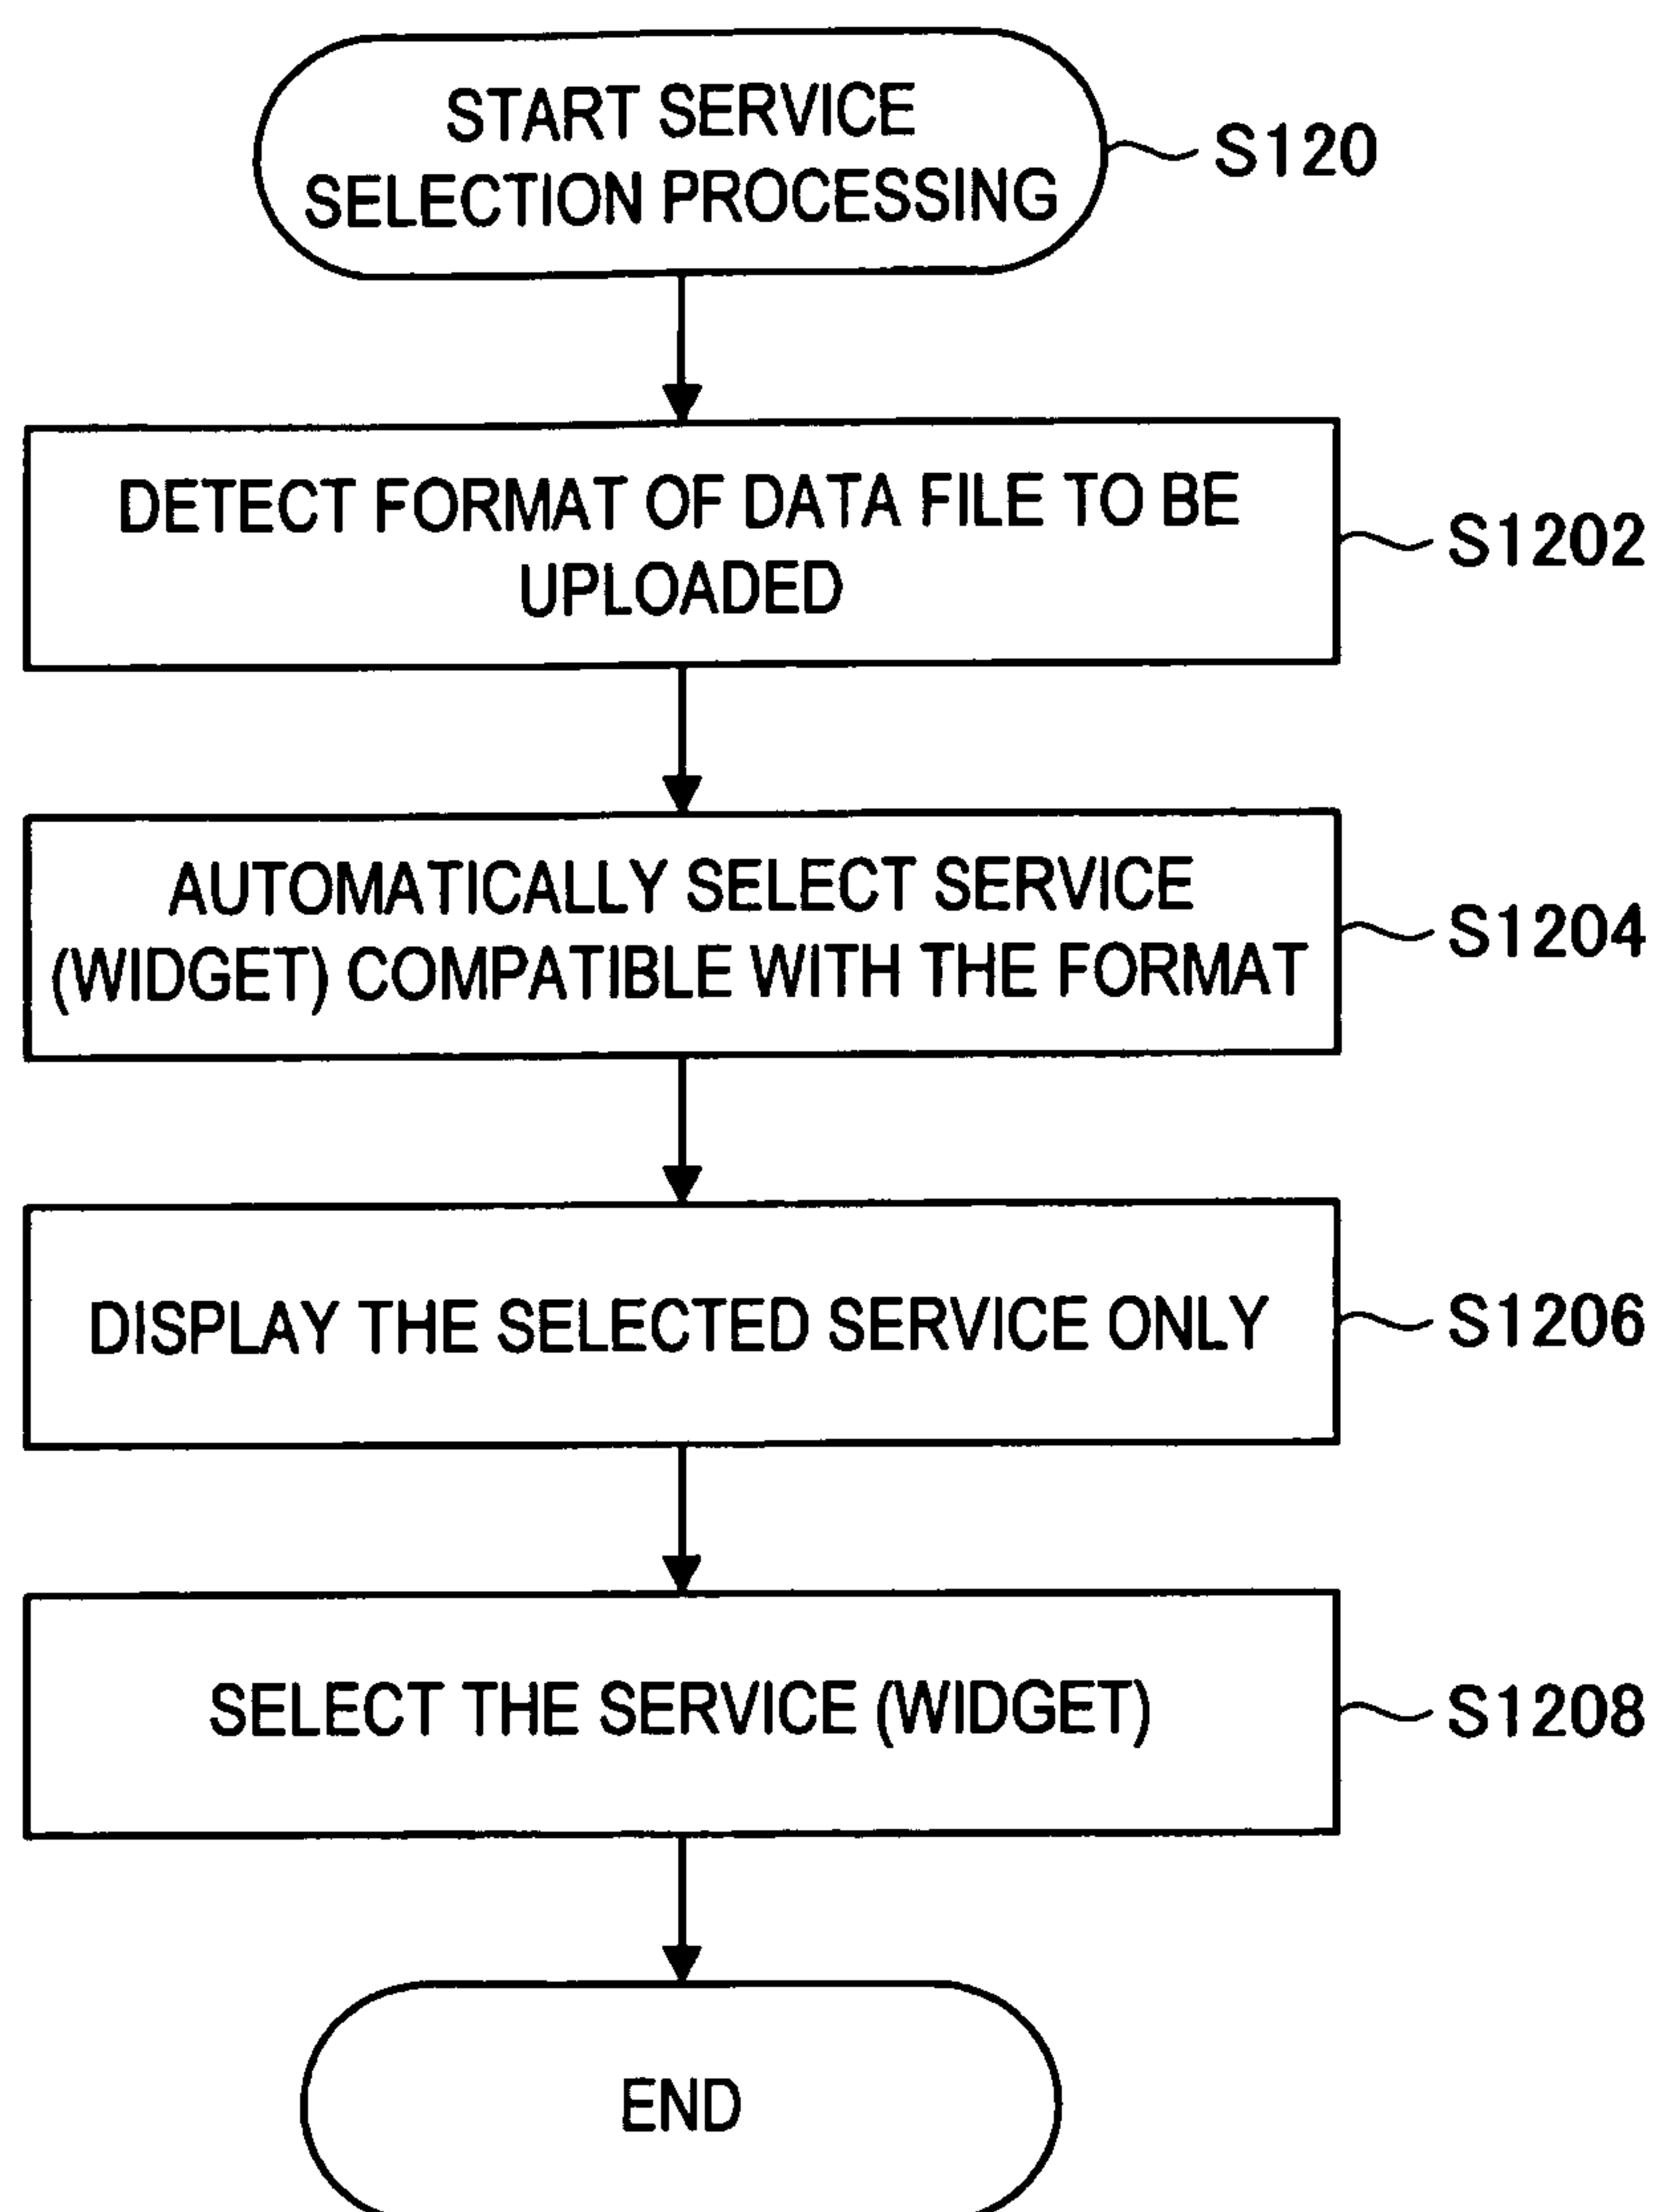 START SERVICE
SELECTION PROCESSING
S120
DETECT FORMAT OF DATA FILE TO BE
UPLOADED
S1202
AUTOMATICALLY SELECT SERVICE
(WIDGET) COMPATIBLE WITH THE FORMAT
S1204
DISPLAY THE SELECTED SERVICE ONLY
S1206
SELECT THE SERVICE (WIDGET)
S1208
END